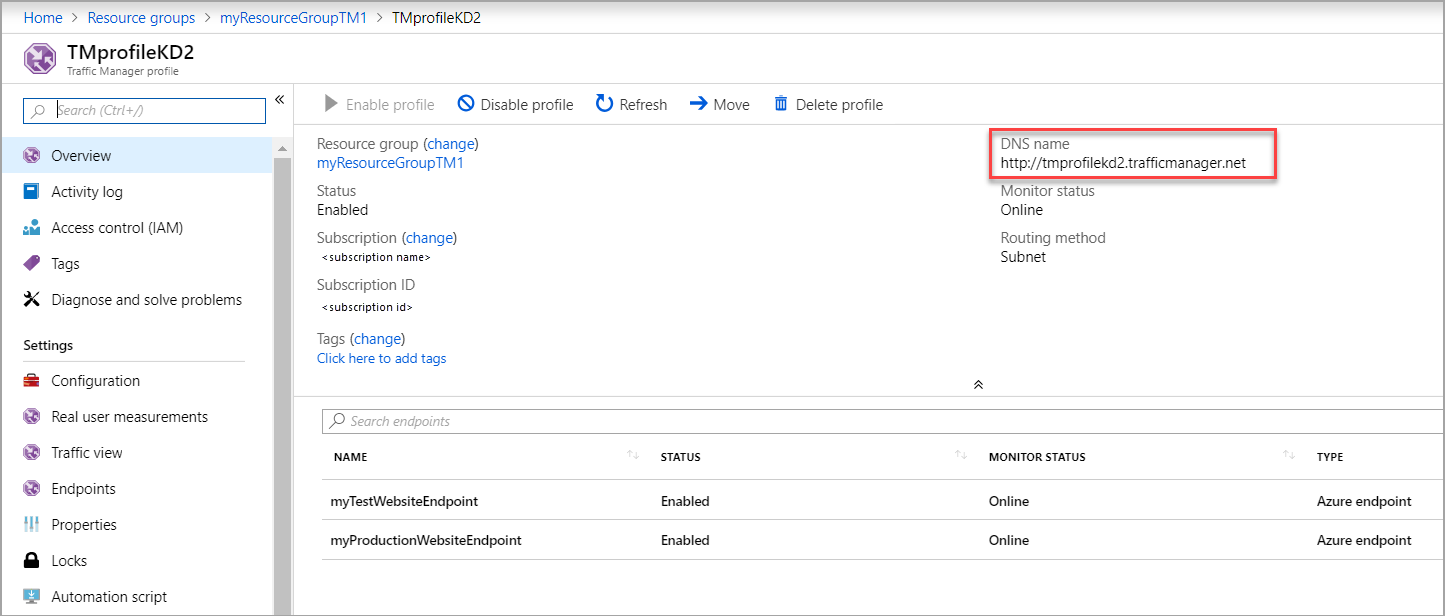 Home > Resource groups > myResourceGroupTM1 > TMprofileKD2
TMprofileKD2
Traffic Manager profile
Search (Ctrl+/)
«
Overview
Activity log
Access control (IAM)
Tags
Diagnose and solve problems
Settings
Configuration
Real user measurements
Traffic view
Endpoints
Properties
Locks
Automation script
Enable profile Disable profile Refresh Move Delete profile
Resource group (change)
myResourceGroupTM1
Status
Enabled
Subscription (change)
<subscription name>
Subscription ID
<subscription id>
Tags (change)
Click here to add tags
DNS name
http://tmprofilekd2.trafficmanager.net
Monitor status
Online
Routing method
Subnet
Search endpoints
NAME STATUS MONITOR STATUS TYPE
myTestWebsiteEndpoint Enabled Online Azure endpoint
myProductionWebsiteEndpoint Enabled Online Azure endpoint